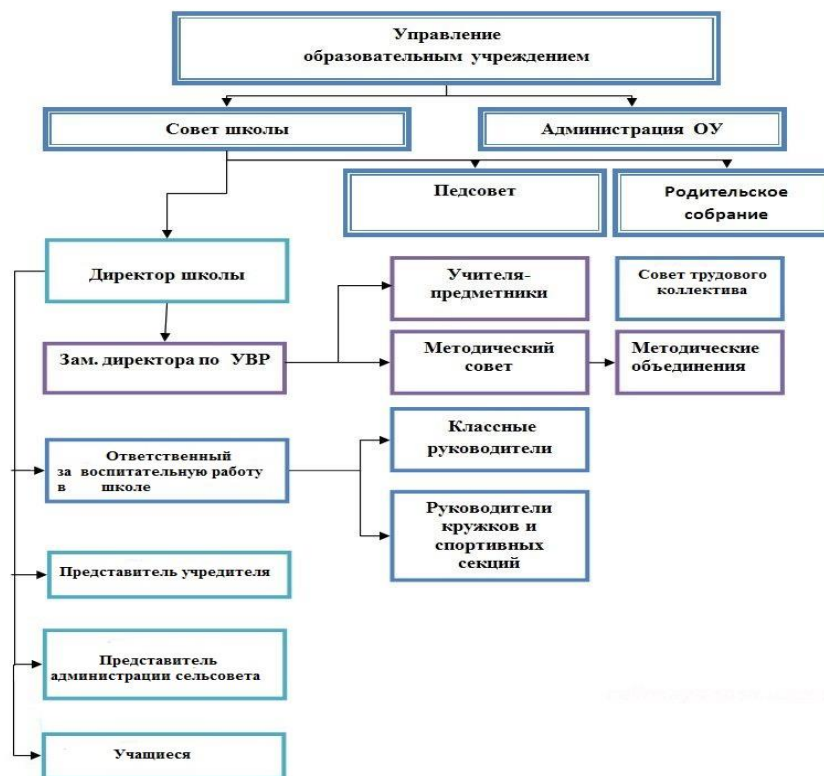 Управление
образовательным учреждением
Совет школы
Администрация ОУ
Педсовет
Родительское
собрание
Директор школы
Учителя-
предметники
Совет трудового
коллектива
Зам. директора по УВР
Методический
совет
Методические
объединения
Ответственный
за воспитательную работу
в школе
Классные
руководители
Руководители
кружков и
спортивных
секций
Представитель учредителя
Представитель
администрации сельсовета
Учащиеся